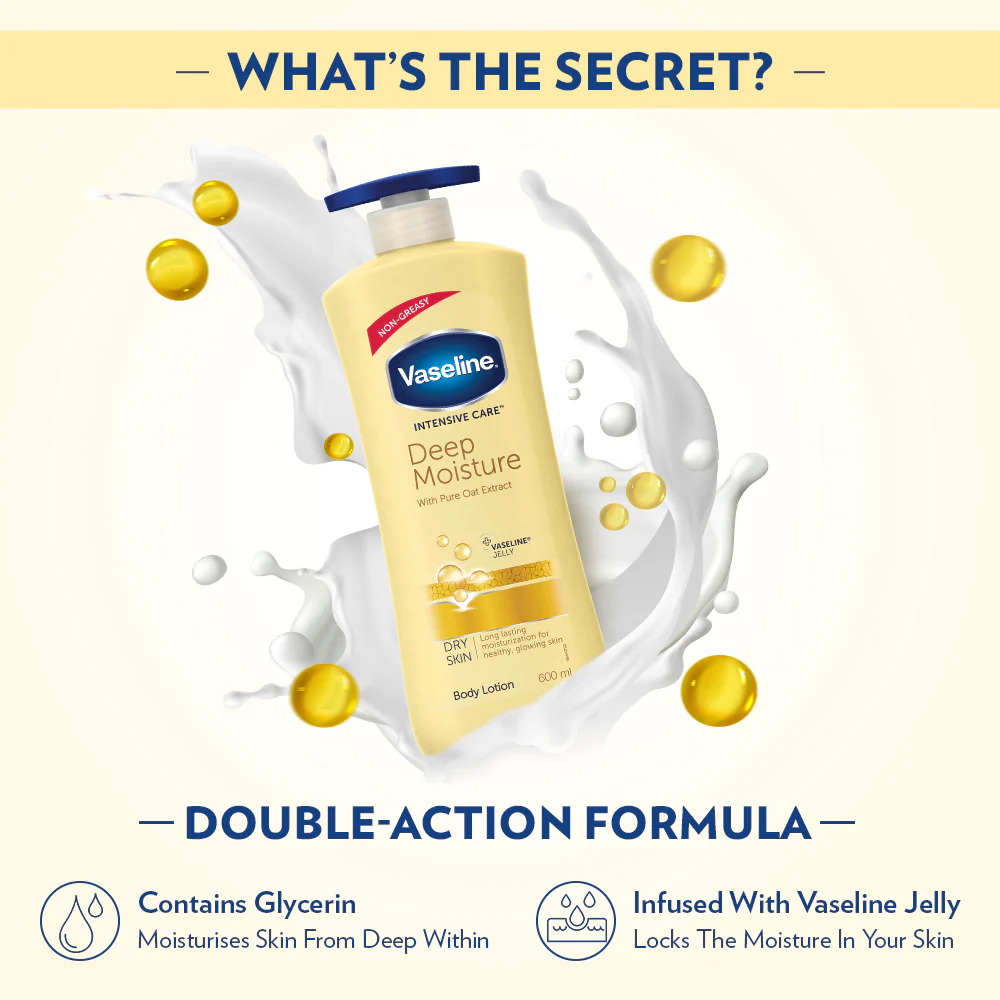 WHAT'S THE SECRET?
NON-GREASY
Vaseline®
INTENSIVE CARE™
Deep
Moisture
With Pure Oat Extract
VASELINE®
JELLY
DRY
SKIN
Long lasting
moisturization for
healthy, glowing skin
Body Lotion
600 ml
DOUBLE-ACTION FORMULA
Contains Glycerin
Moisturises Skin From Deep Within
Infused With Vaseline Jelly
Locks The Moisture In Your Skin